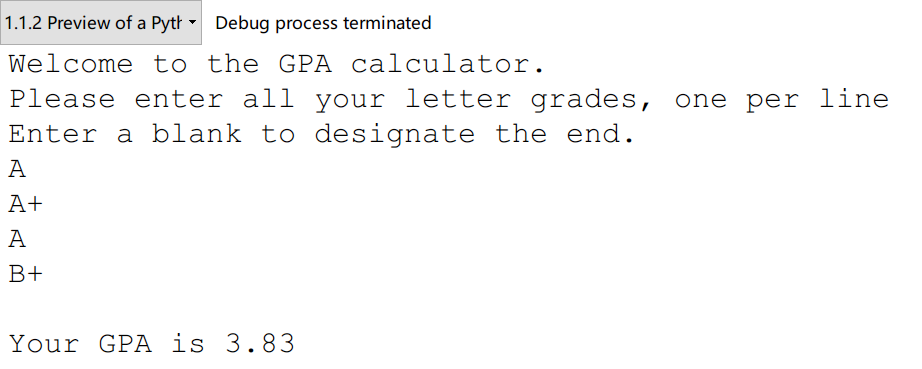 1.1.2 Preview of a Pyth Debug process terminated
Welcome to the GPA calculator.
Please enter all your letter grades, one per line
Enter a blank to designate the end.
A
A+
A
B+
Your GPA is 3.83